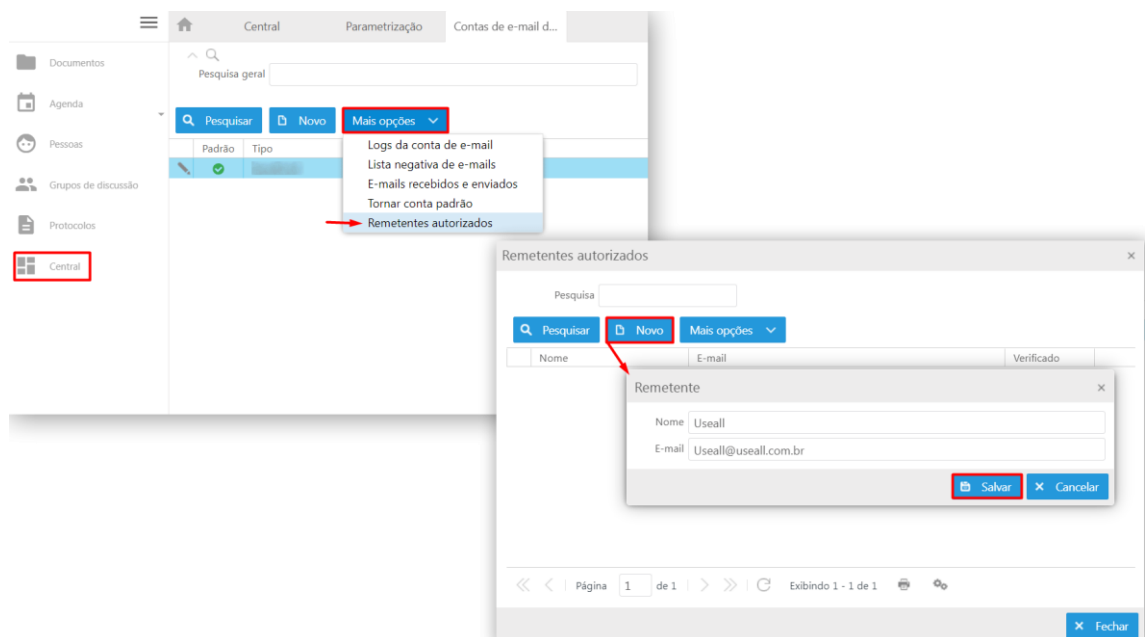 Central Parametrização Contas de e-mail d...
Documentos
Agenda
Pessoas
Grupos de discussão
Protocolos
Central
Pesquisa geral
Pesquisar Novo Mais opções
Padrão Tipo
Logs da conta de e-mail
Lista negativa de e-mails
E-mails recebidos e enviados
Tornar conta padrão
Remetentes autorizados
Remetentes autorizados
Pesquisa
Pesquisar Novo Mais opções
Nome E-mail Verificado
Remetente
Nome Useall
E-mail Useall@useall.com.br
Salvar Cancelar
Página 1 de 1 Exibindo 1 - 1 de 1
Fechar